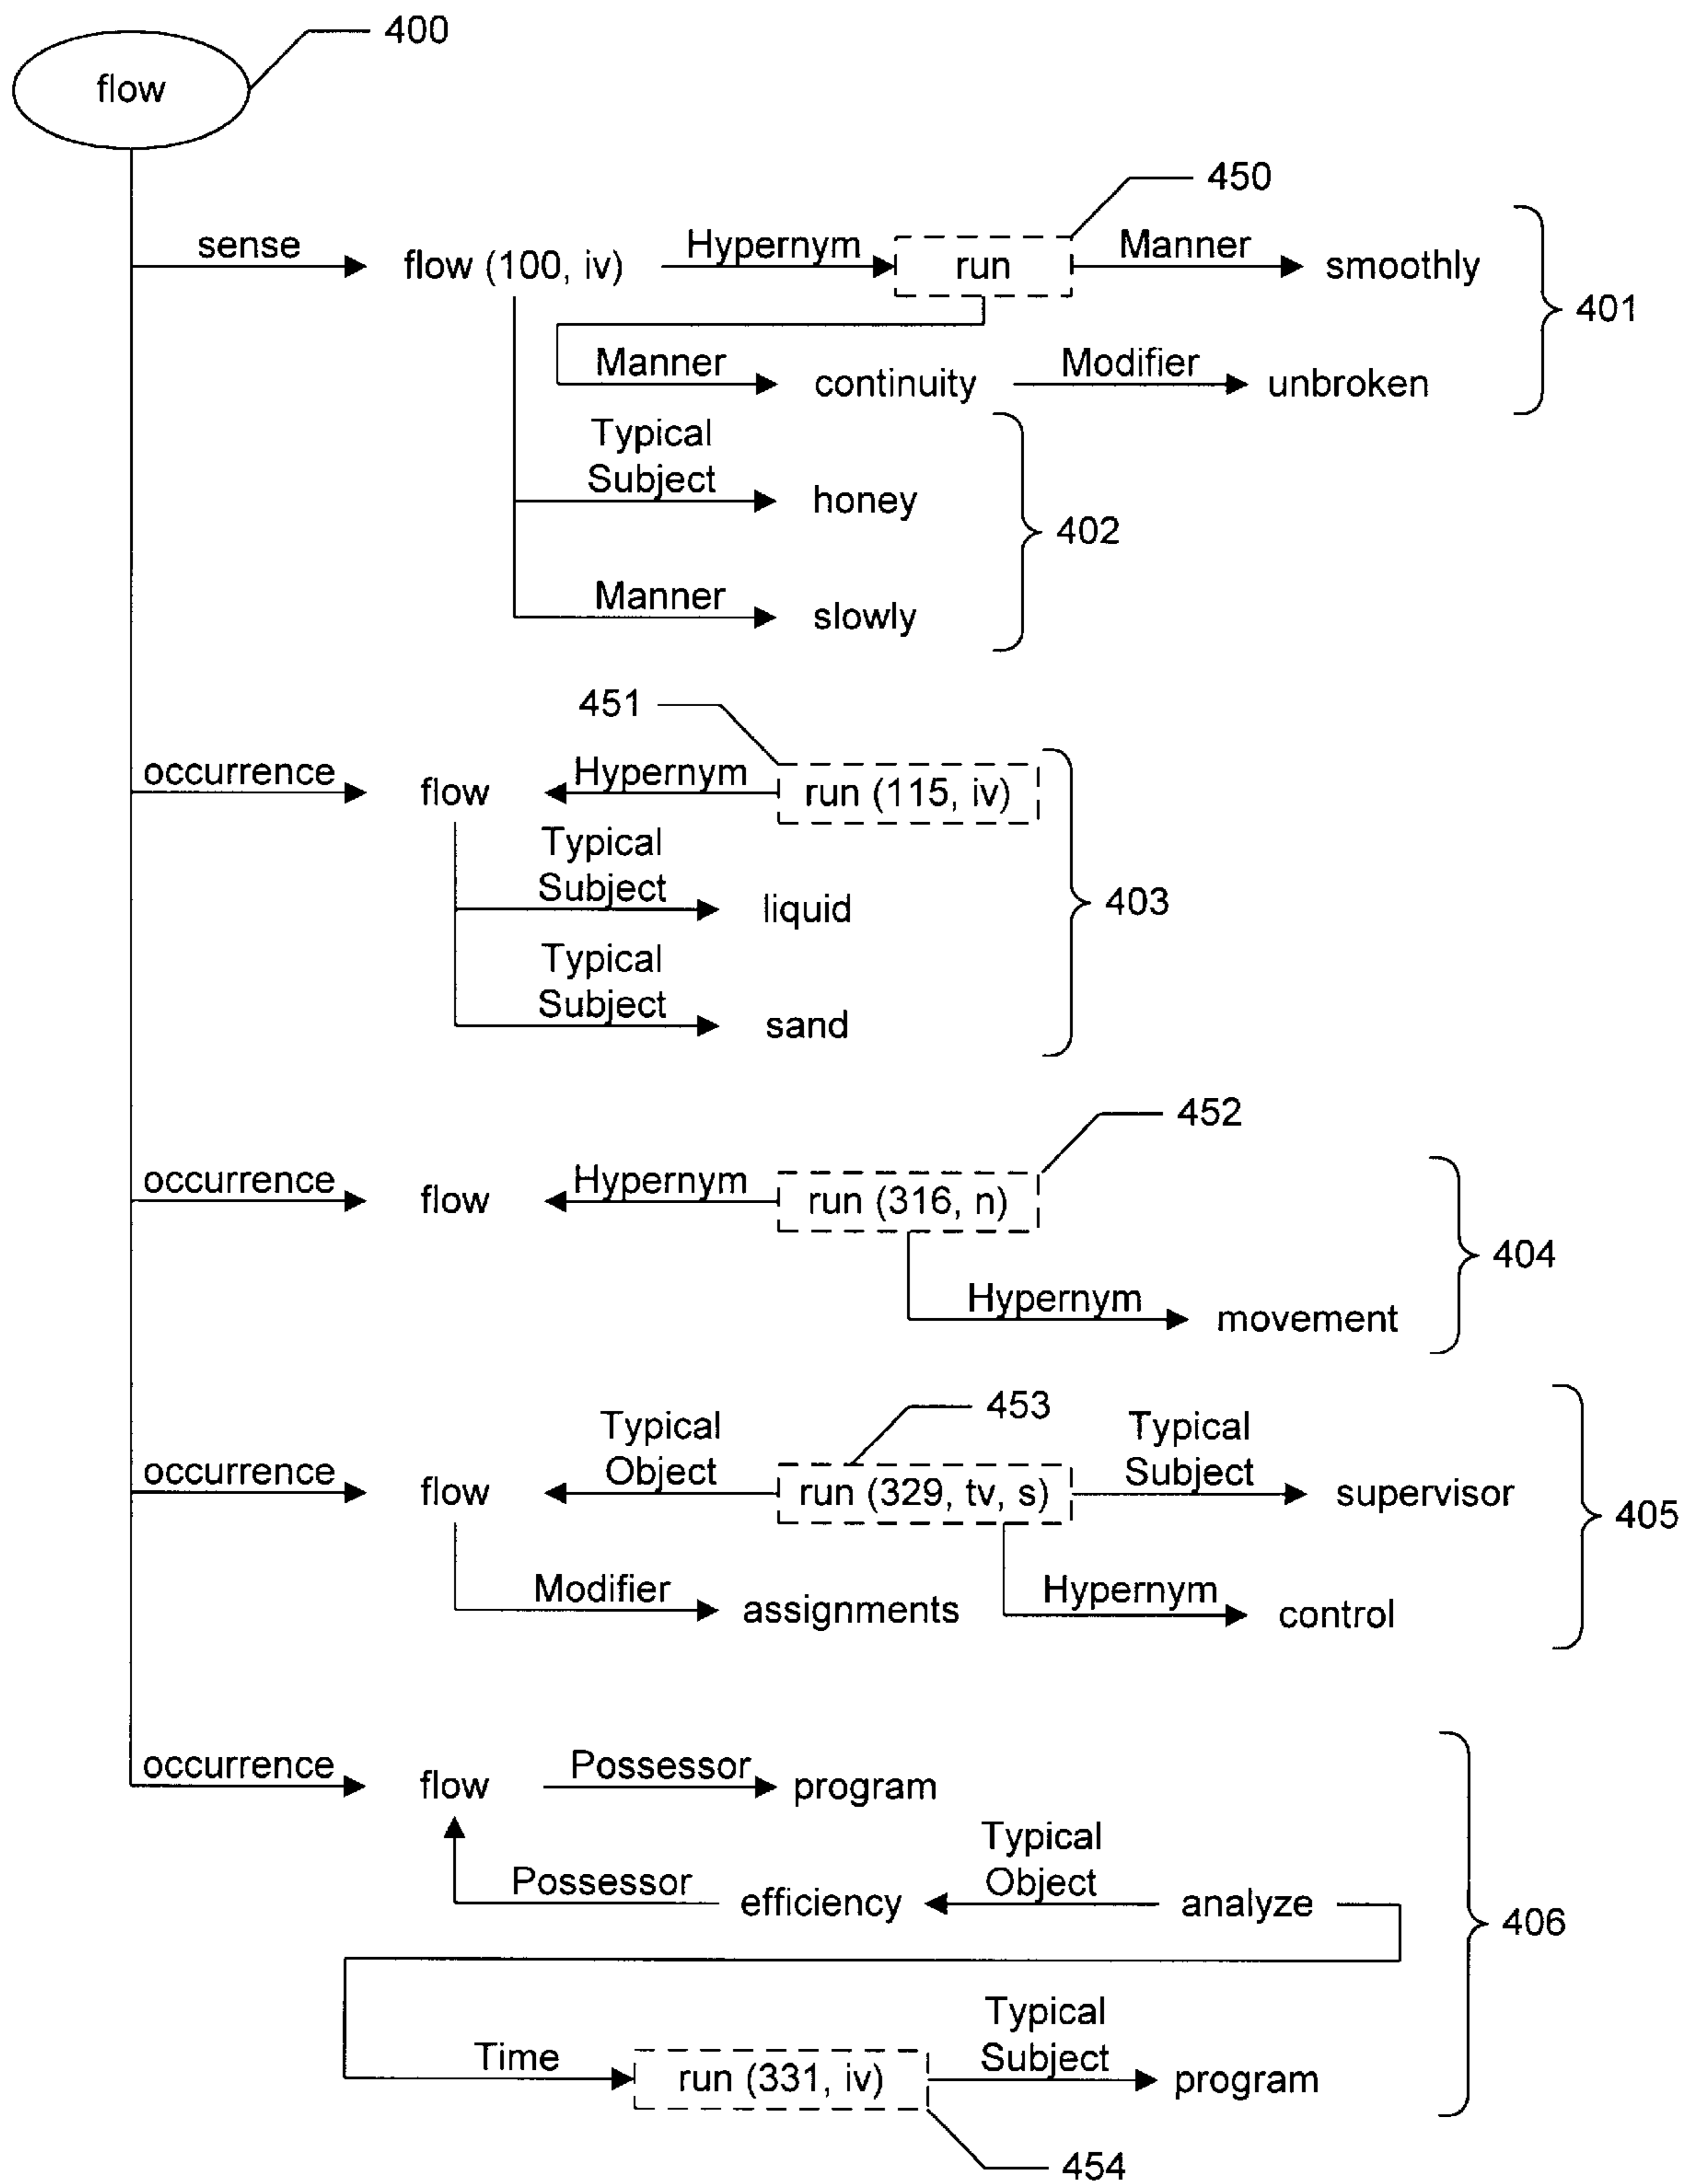 400
flow
450
sense
flow (100, iv)
Hypernym
run
Manner
smoothly
401
Manner
continuity
Modifier
unbroken
Typical
Subject
honey
402
Manner
slowly
451
occurrence
flow
Hypernym
run (115, iv)
Typical
Subject
liquid
403
Typical
Subject
sand
452
occurrence
flow
Hypernym
run (316, n)
404
Hypernym
movement
453
occurrence
flow
Typical
Object
run (329, tv, s)
Typical
Subject
supervisor
405
Modifier
assignments
Hypernym
control
occurrence
flow
Possessor
program
Possessor
efficiency
Typical
Object
analyze
406
Time
run (331, iv)
Typical
Subject
program
454